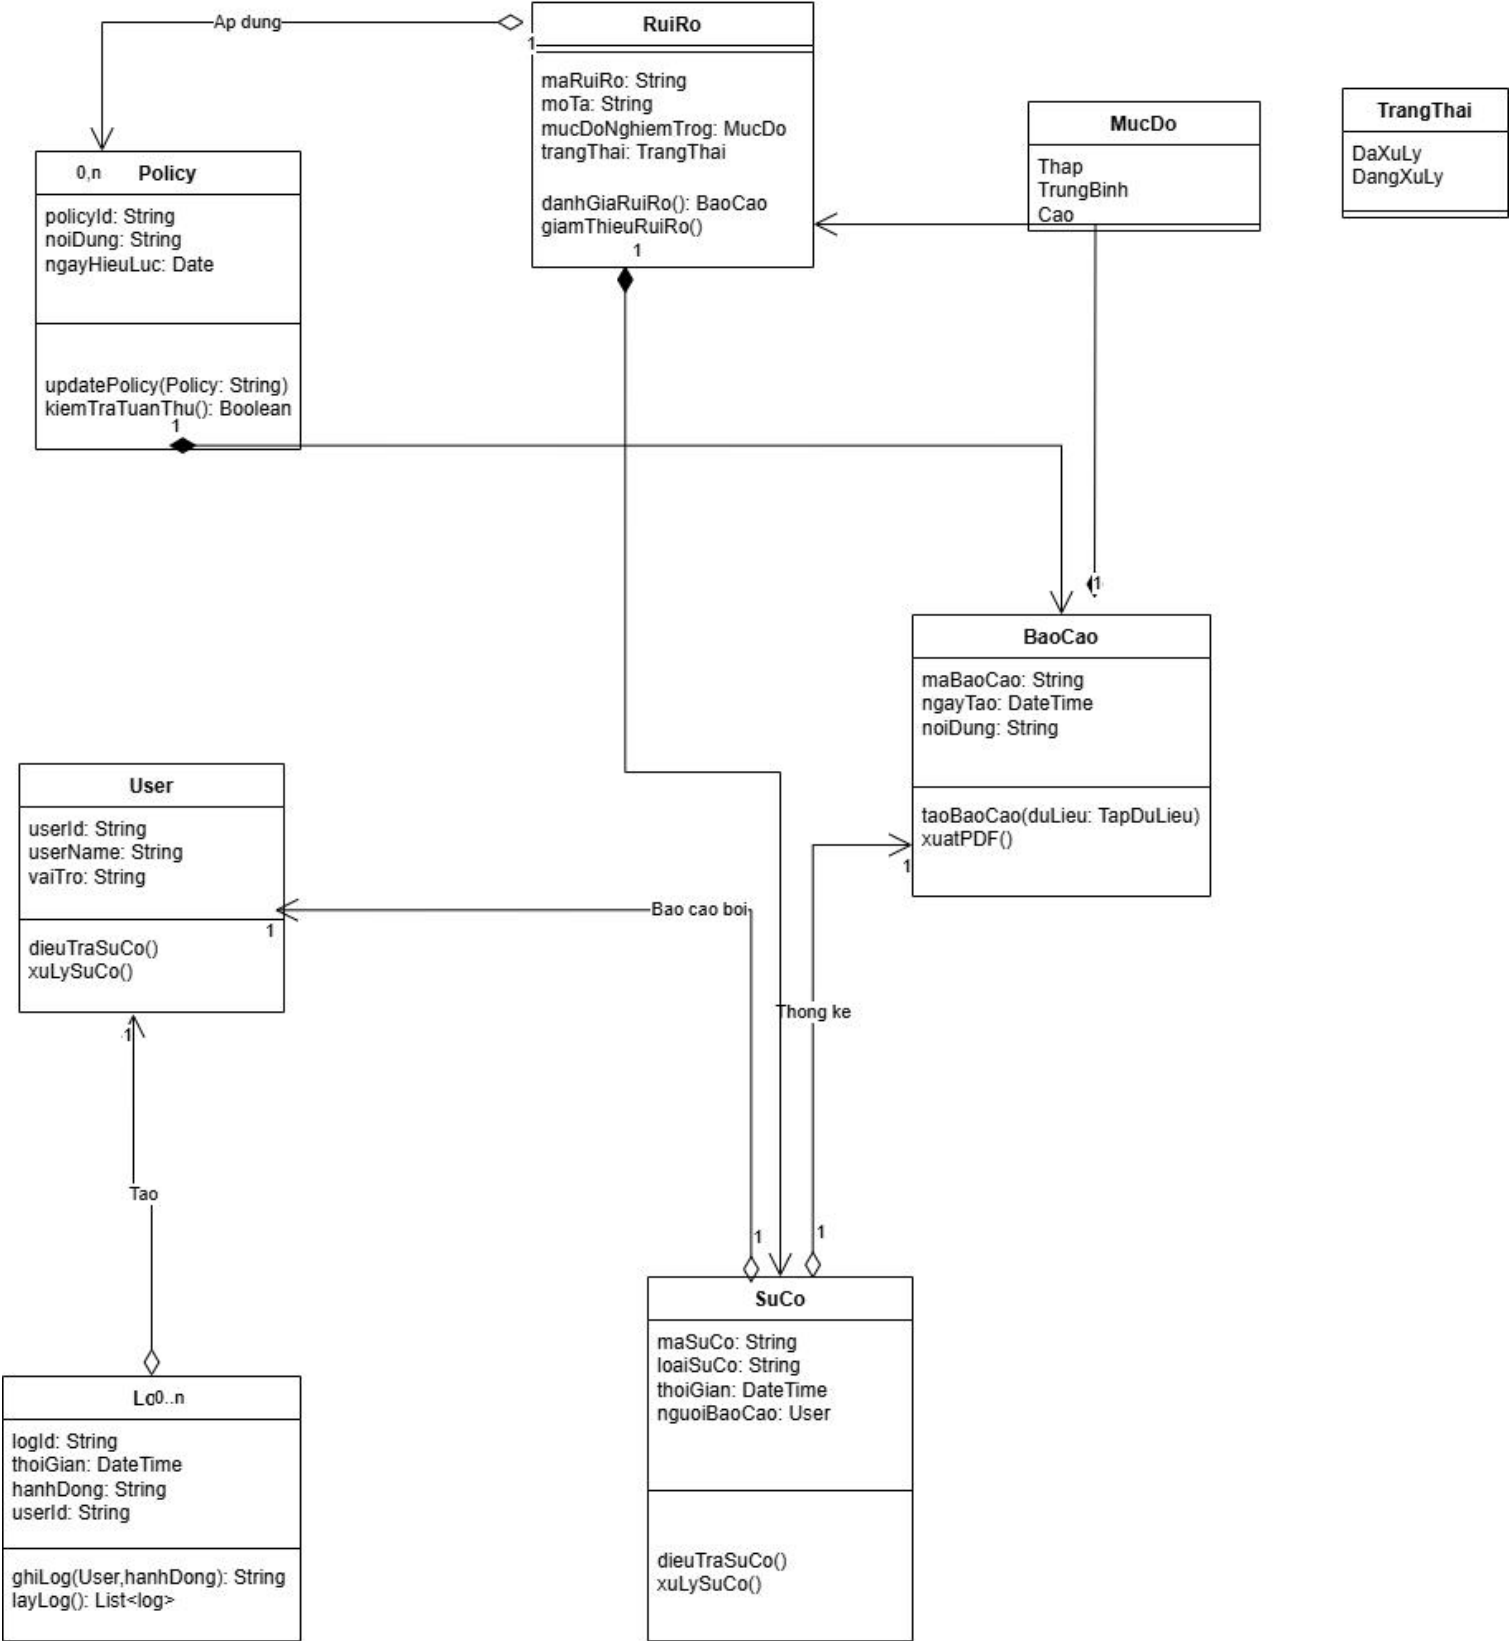 Ap dung
RuiRo
1
maRuiRo: String
moTa: String
mucDoNghiemTrog: MucDo
trangThai: TrangThai
danhGiaRuiRo(): BaoCao
giamThieuRuiRo()
1
MucDo
Thap
TrungBinh
Cao
TrangThai
DaXuLy
DangXuLy
0,n
Policy
policyId: String
noiDung: String
ngayHieuLuc: Date
updatePolicy(Policy: String)
kiemTraTuanThu(): Boolean
1
1
BaoCao
maBaoCao: String
ngayTao: DateTime
noiDung: String
taoBaoCao(duLieu: TapDuLieu)
xuatPDF()
1
User
userId: String
userName: String
vaiTro: String
dieuTraSuCo()
xuLySuCo()
1
Bao cao boi
1
Thong ke
Tao
1
1
SuCo
maSuCo: String
loaiSuCo: String
thoiGian: DateTime
nguoiBaoCao: User
dieuTraSuCo()
xuLySuCo()
0..n
logId: String
thoiGian: DateTime
hanhDong: String
userId: String
ghiLog(User,hanhDong): String
layLog(): List<log>